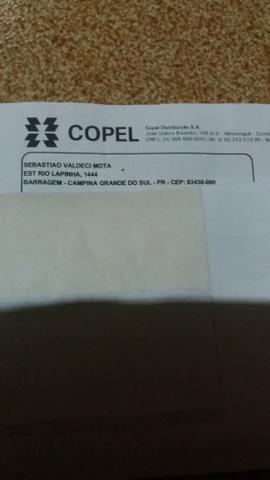 COPEL
Copel Distribuição S.A.
SEBASTIAO VALDECI MOTA
EST RIO LAPINHA, 1444
BARRAGEM - CAMPINA GRANDE DO SUL - PR - CEP: 83430-000